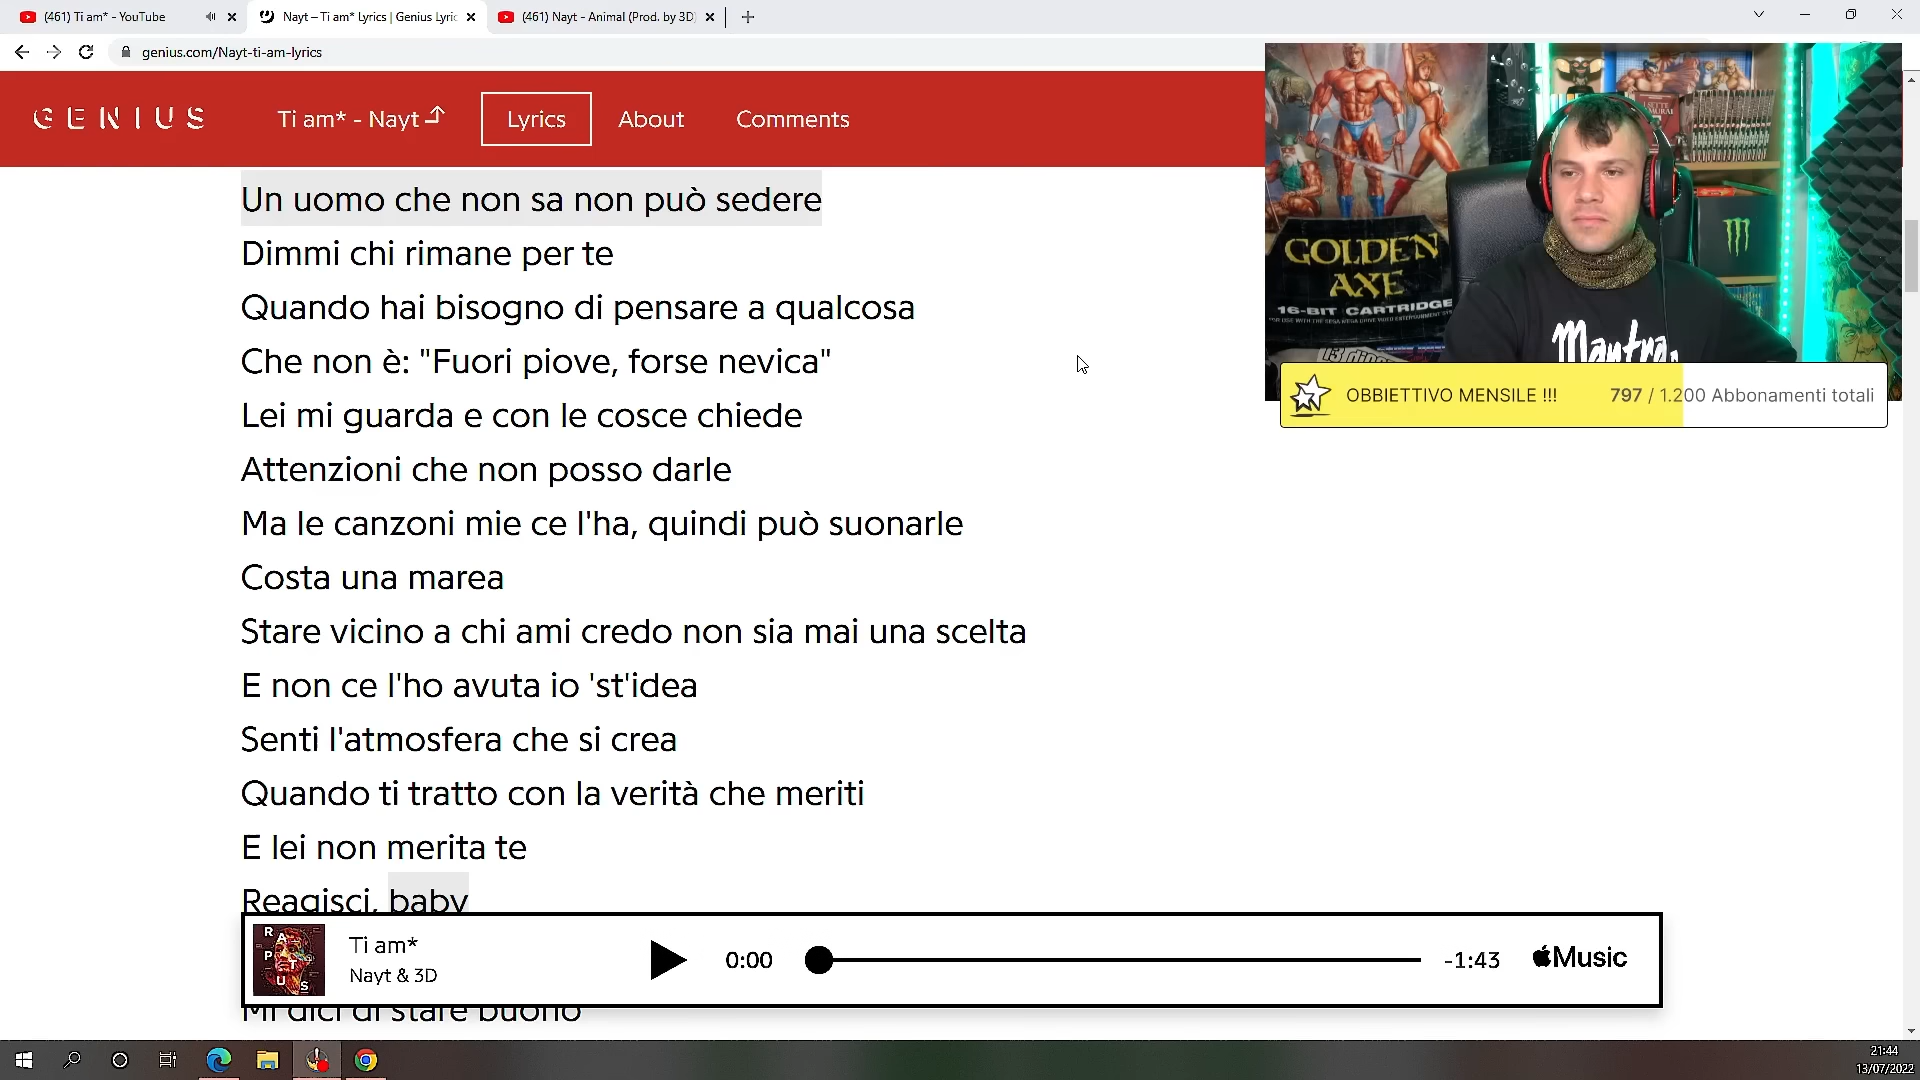 (461) Ti am* - YouTube
Nayt – Ti am* Lyrics | Genius Lyric
(461) Nayt - Animal (Prod. by 3D)
genius.com/Nayt-ti-am-lyrics
GENIUS
Ti am* - Nayt
Lyrics
About
Comments
Un uomo che non sa non può sedere
Dimmi chi rimane per te
Quando hai bisogno di pensare a qualcosa
Che non è: "Fuori piove, forse nevica"
Lei mi guarda e con le cosce chiede
Attenzioni che non posso darle
Ma le canzoni mie ce l'ha, quindi può suonarle
Costa una marea
Stare vicino a chi ami credo non sia mai una scelta
E non ce l'ho avuta io 'st'idea
Senti l'atmosfera che si crea
Quando ti tratto con la verità che meriti
E lei non merita te
Reagisci, baby
Mi dici di stare buono
GOLDEN
AXE
16-BIT CARTRIDGE
Mantra
OBBIETTIVO MENSILE !!!
797 / 1.200 Abbonamenti totali
RAPTUS
Ti am*
Nayt & 3D
0:00
-1:43
Music
21:44
13/07/2022